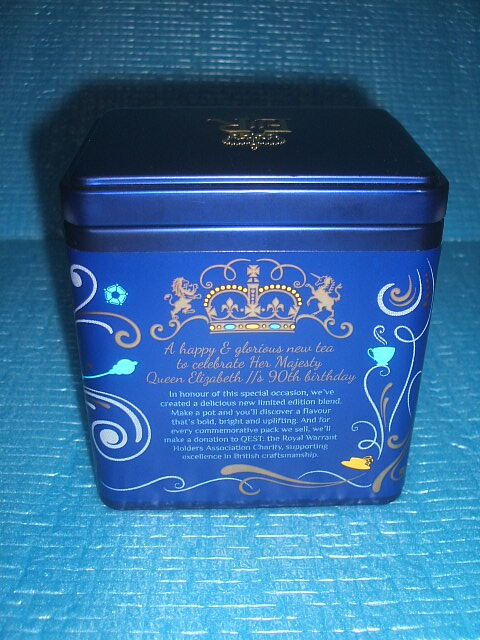 ER
A happy & glorious new tea
to celebrate Her Majesty
Queen Elizabeth II's 90th birthday
In honour of this special occasion, we've
created a delicious new limited edition blend.
Make a pot and you'll discover a flavour
that's bold, bright and uplifting. And for
every commemorative pack we sell, we'll
make a donation to QEST: the Royal Warrant
Holders Association Charity, supporting
excellence in British craftsmanship.